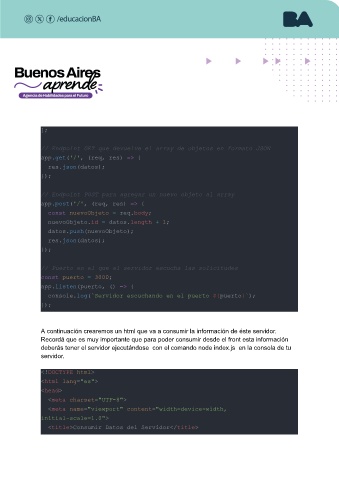 /educacionBA
BA
Buenos Aires
aprende
Agencia de Habilidades para el Futuro
];
// Endpoint GET que devuelve el array de objetos en formato JSON
app.get('/', (req, res) => {
res.json(datos);
});
// Endpoint POST para agregar un nuevo objeto al array
app.post('/', (req, res) => {
const nuevoObjeto = req.body;
nuevoObjeto.id = datos.length + 1;
datos.push(nuevoObjeto);
res.json(datos);
});
// Puerto en el que el servidor escucha las solicitudes
const puerto = 3000;
app.listen(puerto, () => {
console.log(`Servidor escuchando en el puerto ${puerto}`);
});
A continuación crearemos un html que va a consumir la información de éste servidor.
Recordá que es muy importante que para poder consumir desde el front esta información
deberás tener el servidor ejecutándose con el comando node index.js en la consola de tu
servidor.
<!DOCTYPE html>
<html lang="es">
<head>
<meta charset="UTF-8">
<meta name="viewport" content="width=device-width,
initial-scale=1.0">
<title>Consumir Datos del Servidor</title>